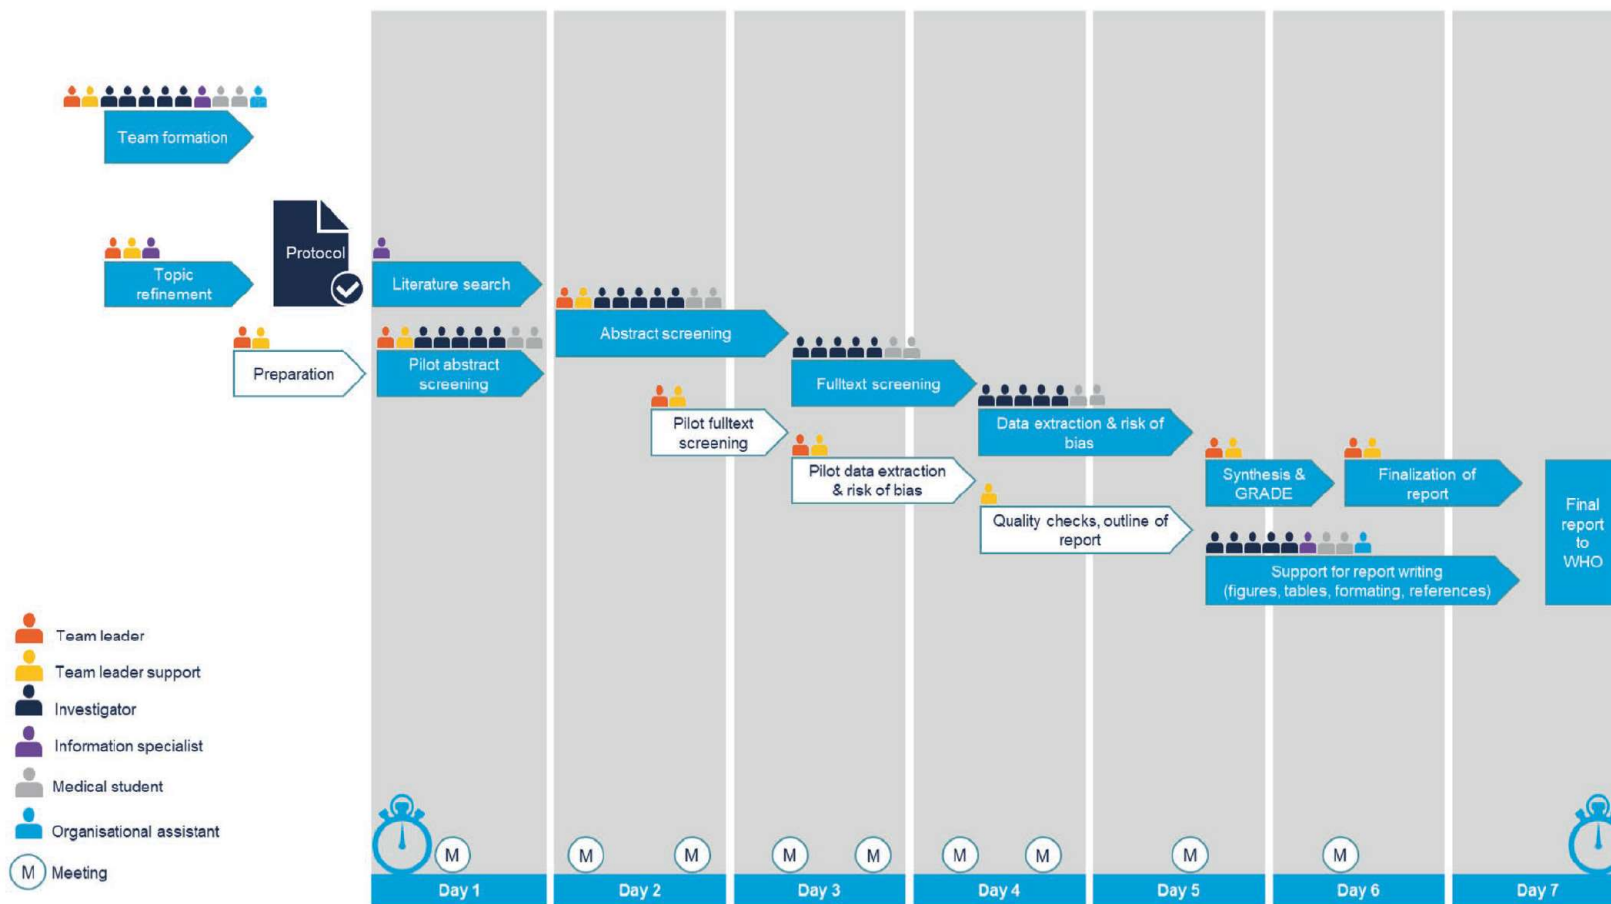 Team formation
Protocol
Topic
refinement
Literature search
Abstract screening
Preparation
Pilot abstract
screening
Fulltext screening
Pilot fulltext
screening
Data extraction & risk of
bias
Pilot data extraction
& risk of bias
Synthesis &
GRADE
Finalization of
report
Quality checks, outline of
report
Final
report
to
WHO
Support for report writing
(figures, tables, formating, references)
Team leader
Team leader support
Investigator
Information specialist
Medical student
Organisational assistant
M Meeting
M
M
M
M
M
M
M
M
M
Day 1
Day 2
Day 3
Day 4
Day 5
Day 6
Day 7